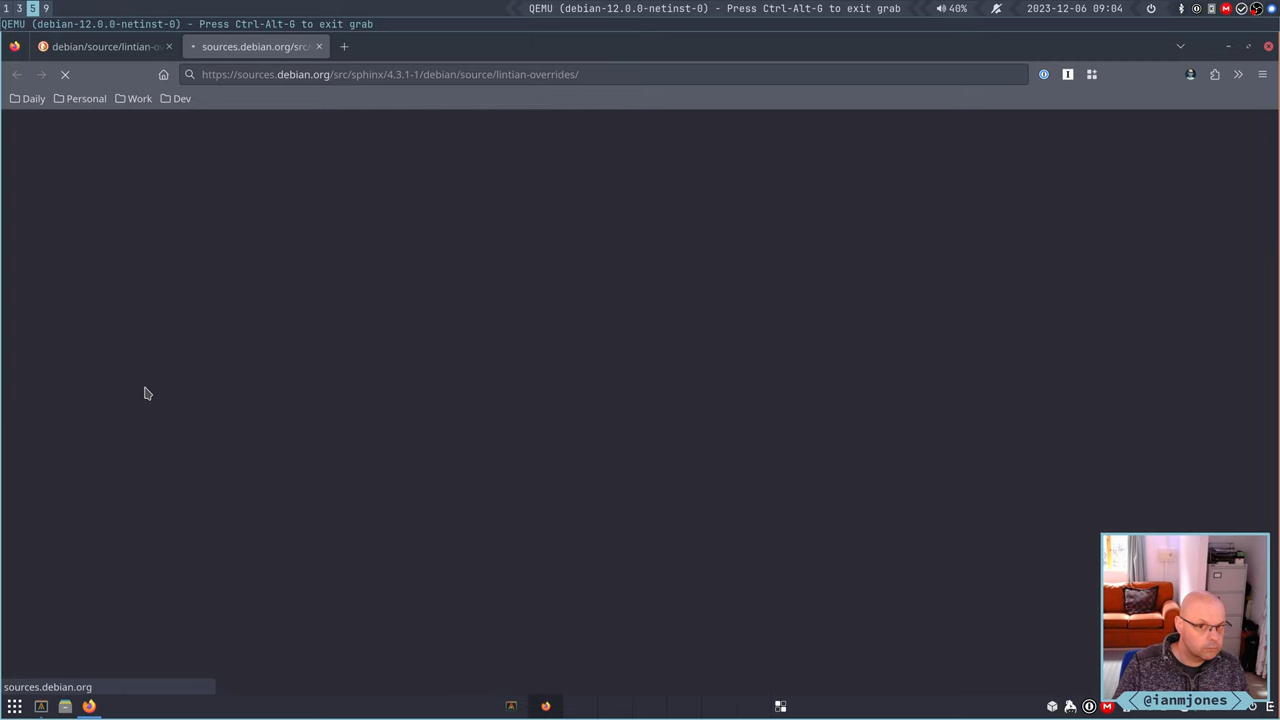 1 3 5 9
QEMU (debian-12.0.0-netinst-0) - Press Ctrl-Alt-G to exit grab
40%
2023-12-06 09:04
QEMU (debian-12.0.0-netinst-0) - Press Ctrl-Alt-G to exit grab
debian/source/lintian-ov
sources.debian.org/src/
https://sources.debian.org/src/sphinx/4.3.1-1/debian/source/lintian-overrides/
Daily
Personal
Work
Dev
sources.debian.org
@ianmjones